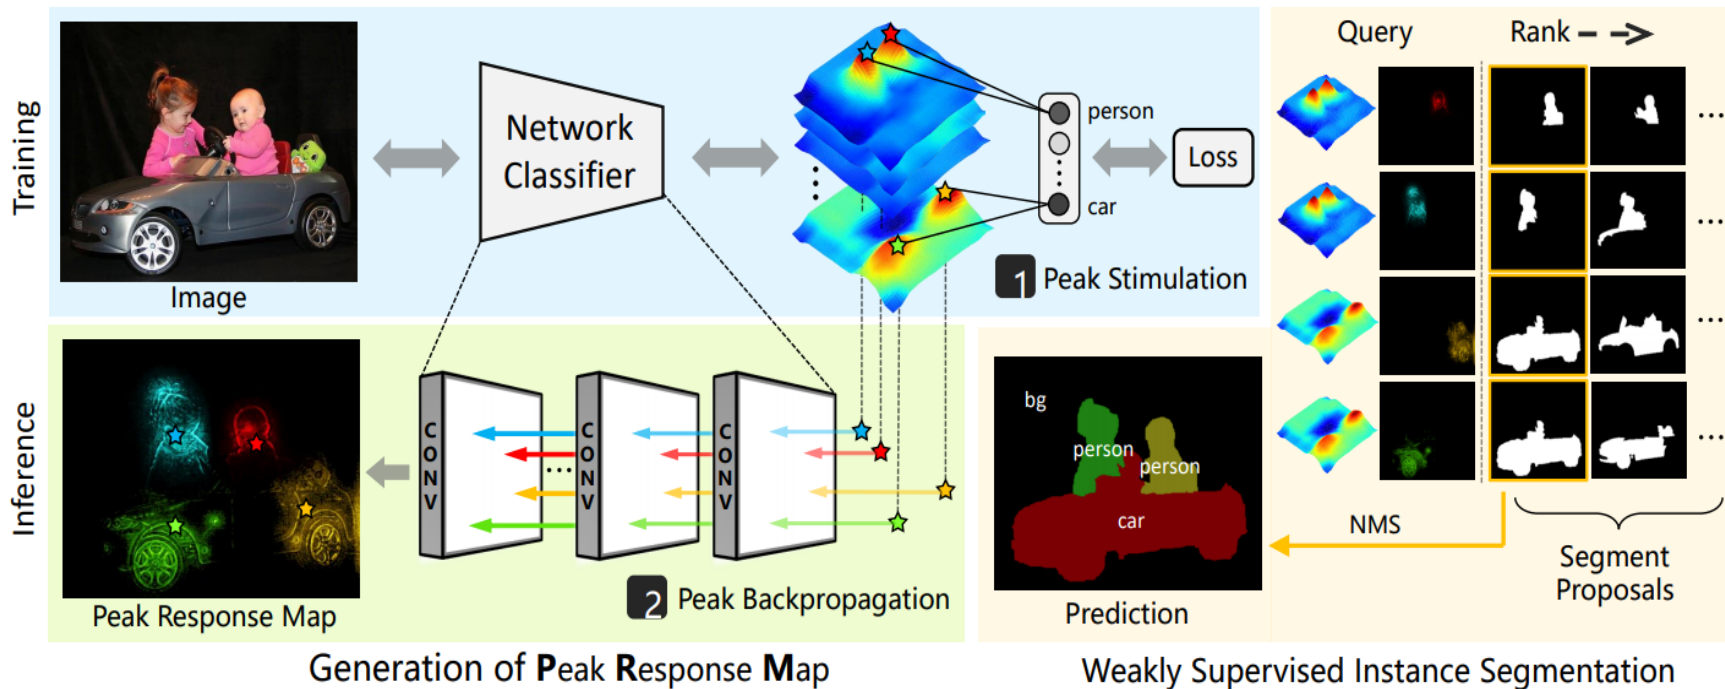 Training
Image
Network
Classifier
person
car
Loss
1 Peak Stimulation
Query
Rank
Inference
Peak Response Map
CONV
CONV
CONV
2 Peak Backpropagation
bg
person
person
car
Prediction
NMS
Segment
Proposals
Generation of Peak Response Map
Weakly Supervised Instance Segmentation